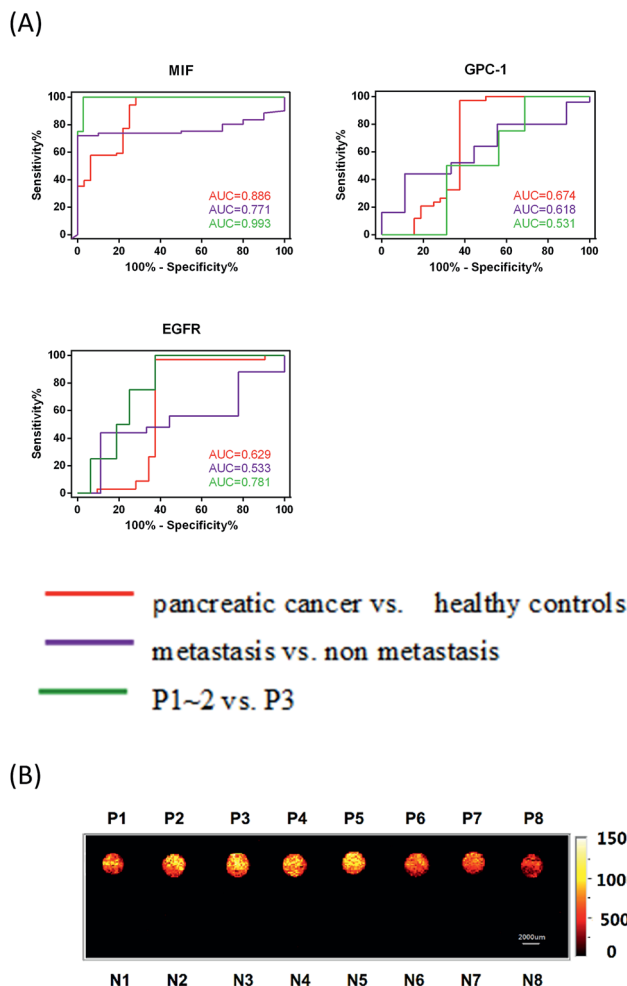 (A)
MIF
GPC-1
100
80
60
40
20
0
Sensitivity%
AUC=0.886
AUC=0.771
AUC=0.993
0 20 40 60 80 100
100% - Specificity%
100
80
60
40
20
0
Sensitivity%
AUC=0.674
AUC=0.618
AUC=0.531
0 20 40 60 80 100
100% - Specificity%
EGFR
100
80
60
40
20
0
Sensitivity%
AUC=0.629
AUC=0.533
AUC=0.781
0 20 40 60 80 100
100% - Specificity%
pancreatic cancer vs. healthy controls
metastasis vs. non metastasis
P1~2 vs. P3
(B)
P1 P2 P3 P4 P5 P6 P7 P8
150
100
500
0
2000um
N1 N2 N3 N4 N5 N6 N7 N8